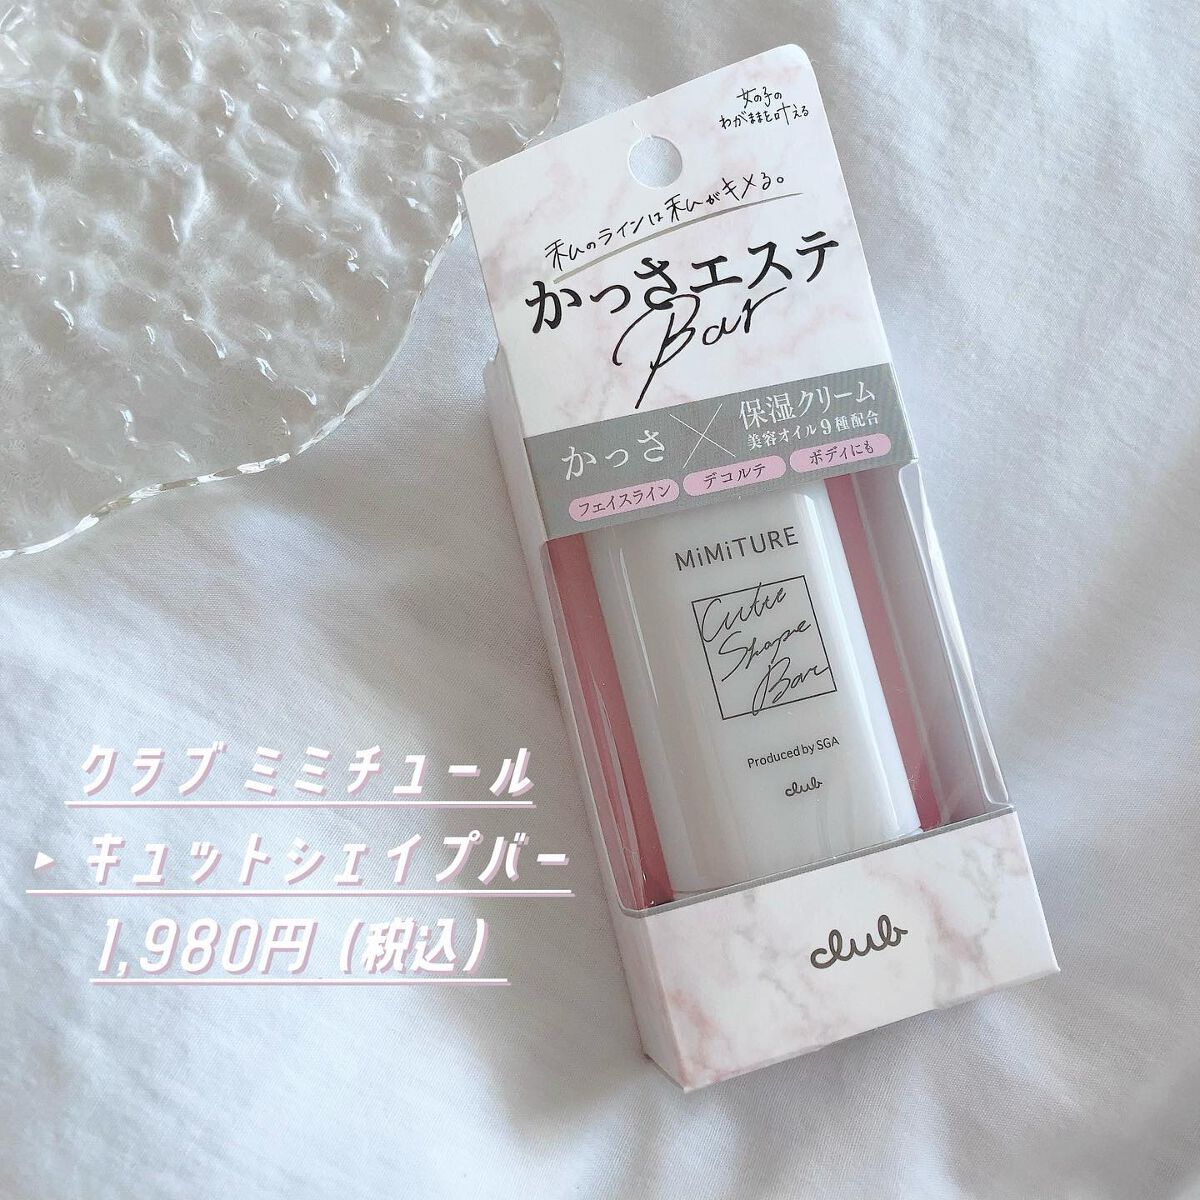 女の子の
わがままを叶える
私のラインは私がキメる。
かっさエステ
Bar
かっさ × 保湿クリーム
美容オイル9種配合
フェイスライン デコルテ ボディにも
MiMiTURE
Cutie
Shape
Bar
Produced by SGA
club
club
クラブ ミミチュール
▸ キュットシェイプバー
1,980円（税込）